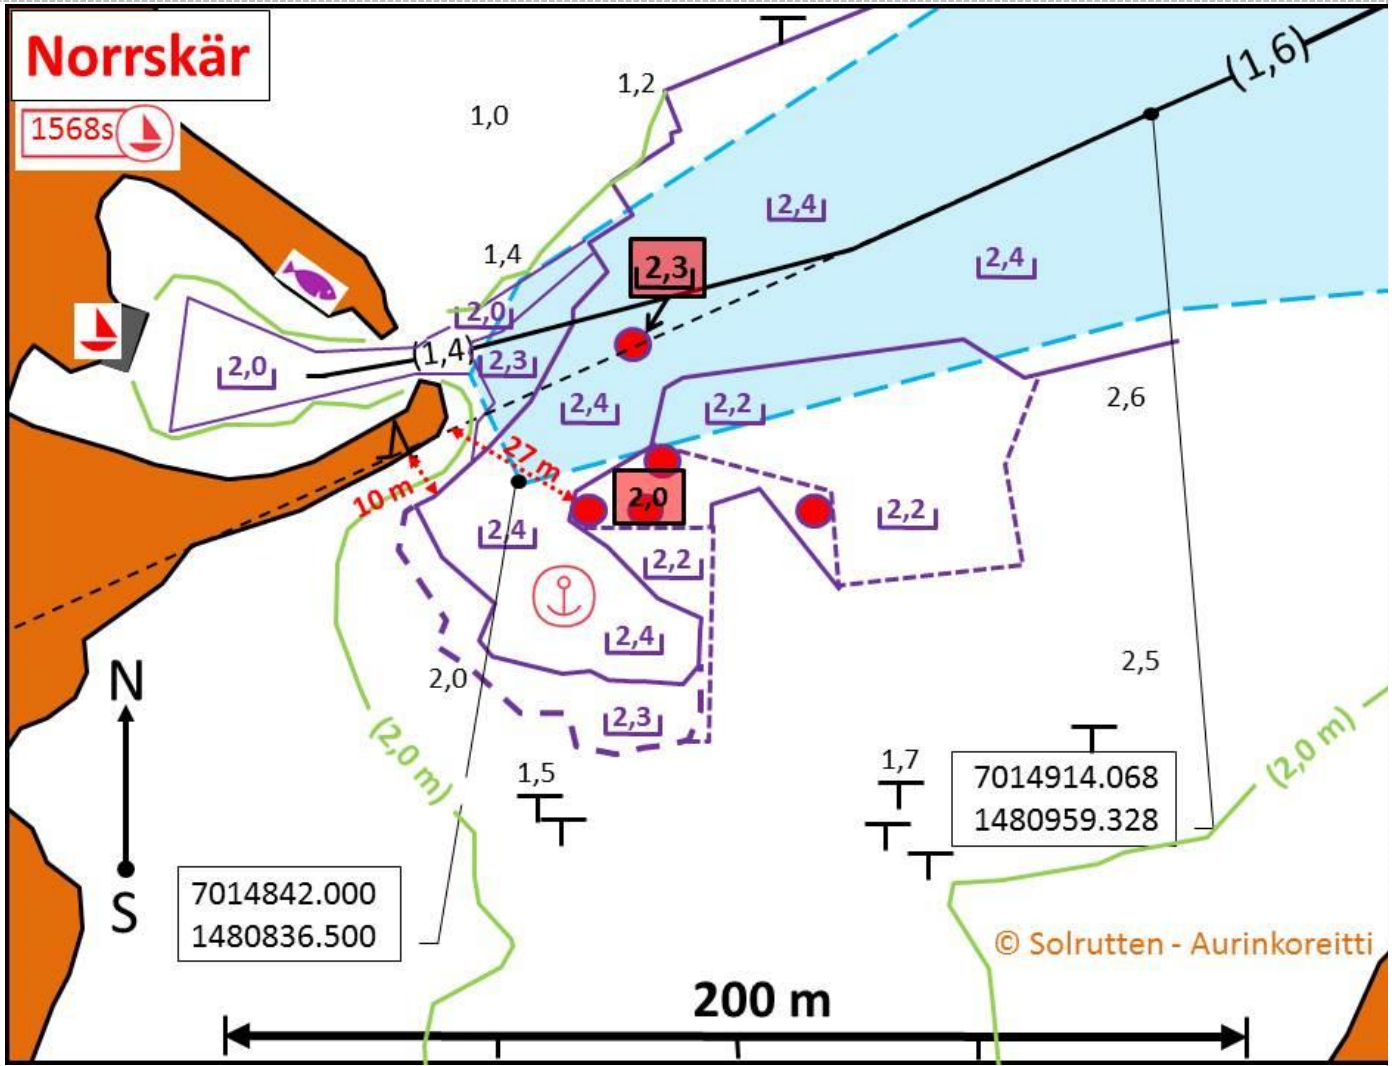 Norrskär
1568s
1,2
1,0
(1,6)
2,4
1,4
2,3
2,4
2,0
(1,4)
2,3
2,0
2,4
2,2
2,6
27 m
10 m
2,0
2,2
2,4
2,2
2,4
2,5
N
2,0
2,3
(2,0 m)
(2,0 m)
1,5
1,7
7014914.068
1480959.328
S
7014842.000
1480836.500
© Solrutten - Aurinkoreitti
200 m